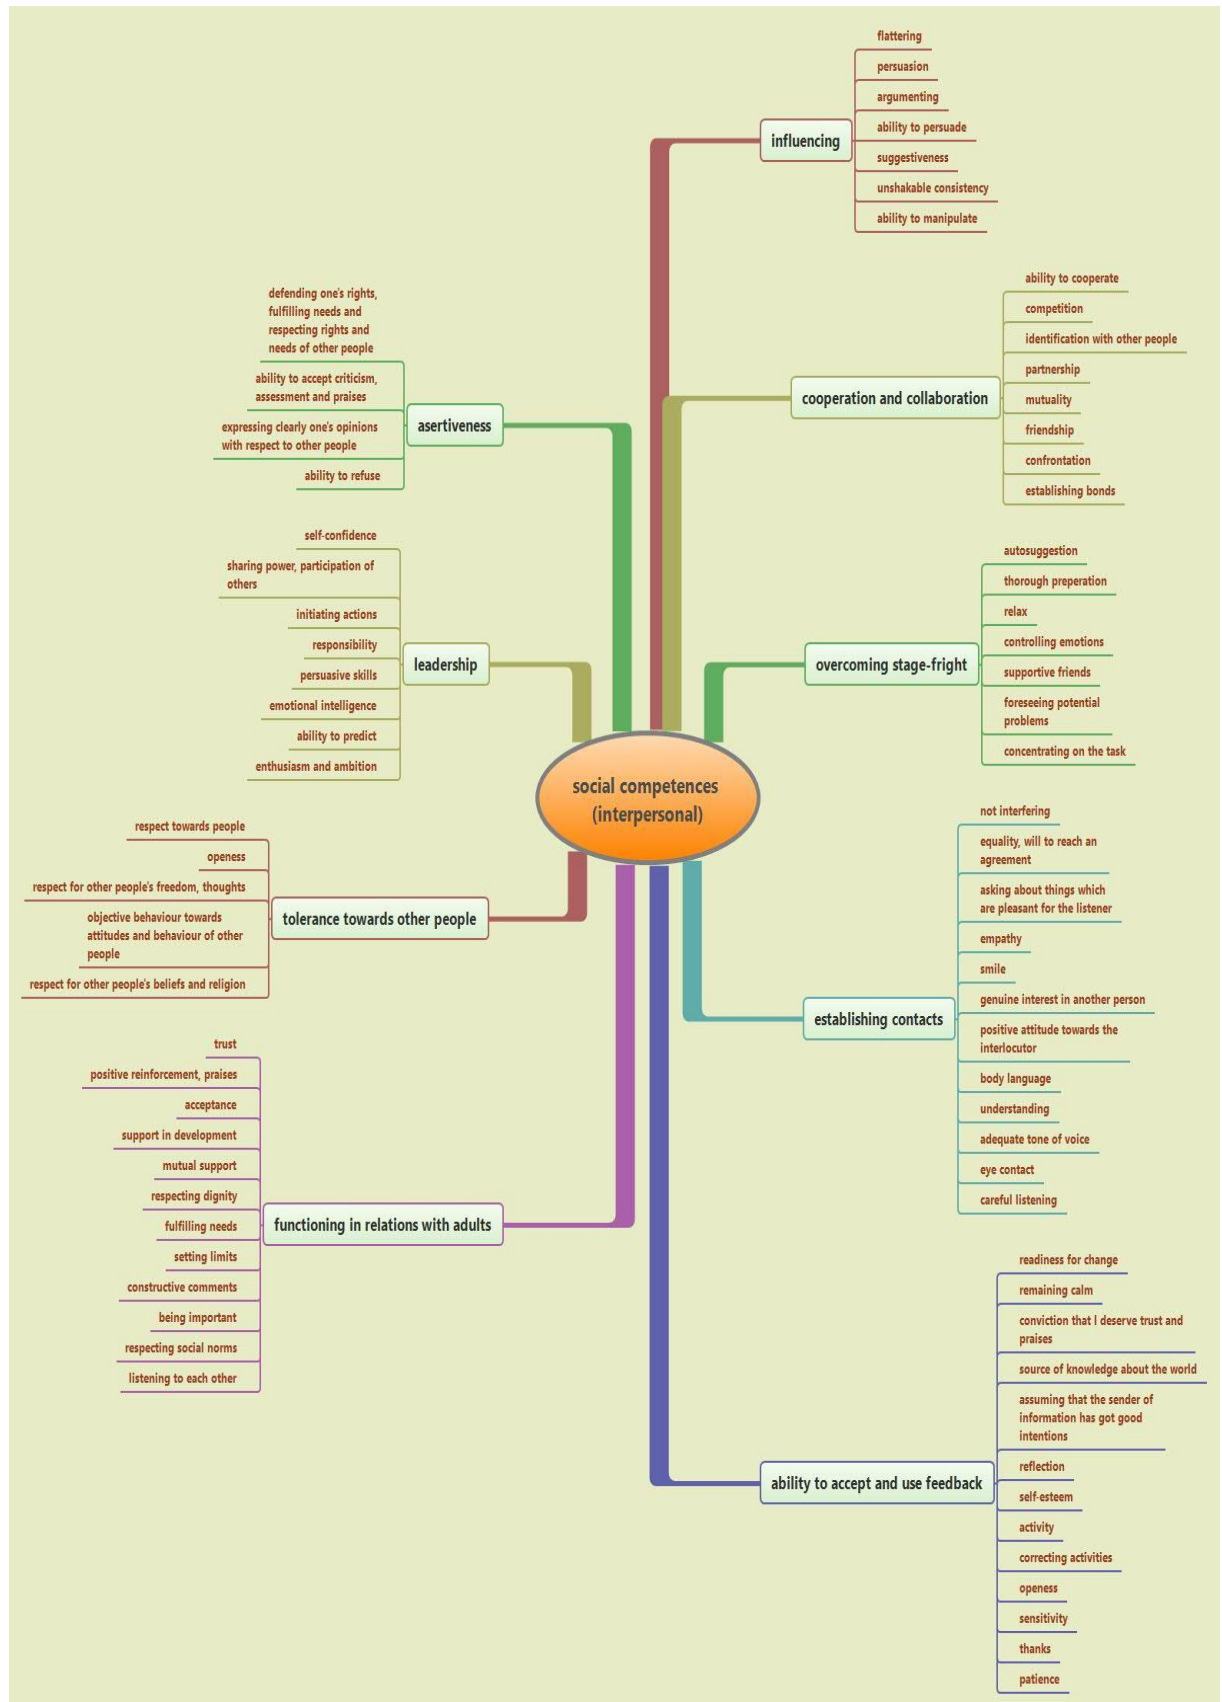 social competences
(interpersonal)
influencing
flattering
persuasion
argumenting
ability to persuade
suggestiveness
unshakable consistency
ability to manipulate
cooperation and collaboration
ability to cooperate
competition
identification with other people
partnership
mutuality
friendship
confrontation
establishing bonds
overcoming stage-fright
autosuggestion
thorough preperation
relax
controlling emotions
supportive friends
foreseeing potential
problems
concentrating on the task
establishing contacts
not interfering
equality, will to reach an
agreement
asking about things which
are pleasant for the listener
empathy
smile
genuine interest in another person
positive attitude towards the
interlocutor
body language
understanding
adequate tone of voice
eye contact
careful listening
ability to accept and use feedback
readiness for change
remaining calm
conviction that I deserve trust and
praises
source of knowledge about the world
assuming that the sender of
information has got good
intentions
reflection
self-esteem
activity
correcting activities
openess
sensitivity
thanks
patience
asertiveness
defending one's rights,
fulfilling needs and
respecting rights and
needs of other people
ability to accept criticism,
assessment and praises
expressing clearly one's opinions
with respect to other people
ability to refuse
leadership
self-confidence
sharing power, participation of
others
initiating actions
responsibility
persuasive skills
emotional intelligence
ability to predict
enthusiasm and ambition
tolerance towards other people
respect towards people
openess
respect for other people's freedom, thoughts
objective behaviour towards
attitudes and behaviour of other
people
respect for other people's beliefs and religion
functioning in relations with adults
trust
positive reinforcement, praises
acceptance
support in development
mutual support
respecting dignity
fulfilling needs
setting limits
constructive comments
being important
respecting social norms
listening to each other